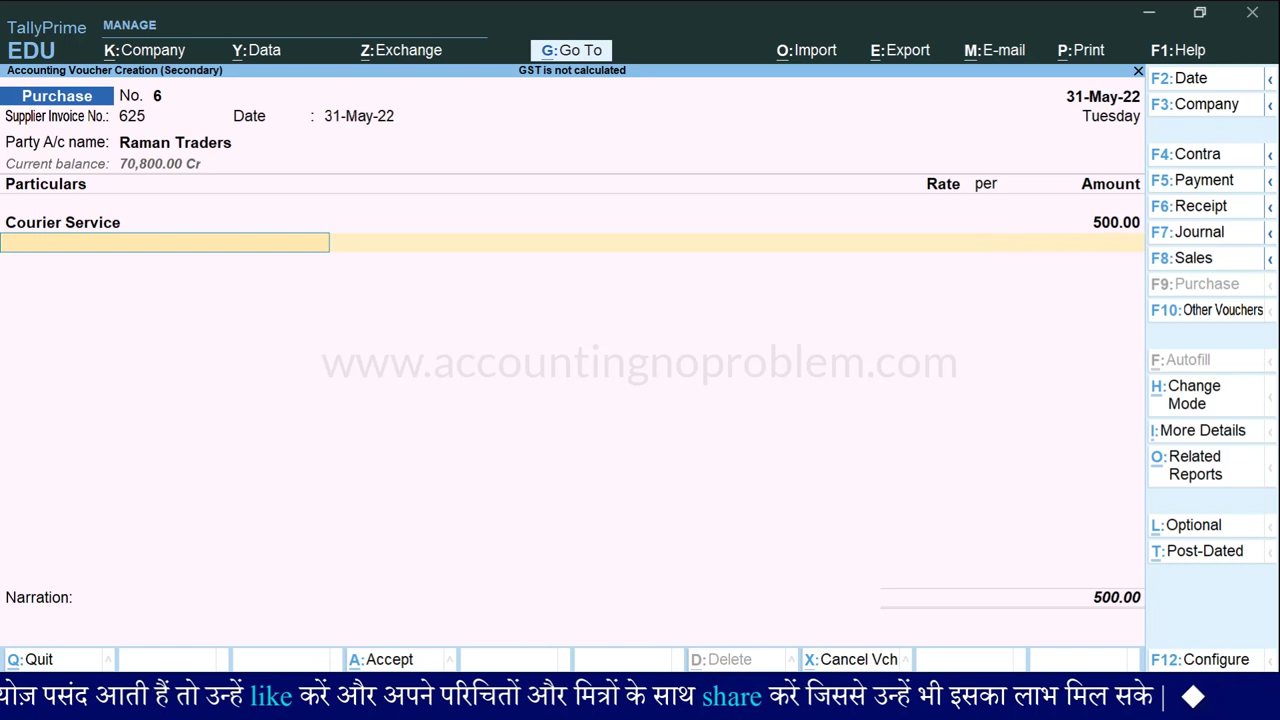 TallyPrime MANAGE
EDU K:Company Y:Data Z:Exchange G:Go To O:Import E:Export M:E-mail P:Print F1:Help
Accounting Voucher Creation (Secondary) GST is not calculated
F2:Date
Purchase No. 6 31-May-22
F3:Company
Supplier Invoice No.: 625 Date : 31-May-22 Tuesday
Party A/c name: Raman Traders
F4:Contra
Current balance: 70,800.00 Cr
Particulars Rate per Amount
F5:Payment
F6:Receipt
Courier Service 500.00
F7:Journal
F8:Sales
F9:Purchase
F10:Other Vouchers
www.accountingnoproblem.com
F:Autofill
H:Change
Mode
I:More Details
O:Related
Reports
L:Optional
T:Post-Dated
Narration: 500.00
Q:Quit A:Accept D:Delete X:Cancel Vch F12:Configure
योज़ पसंद आती हैं तो उन्हें like करें और अपने परिचितों और मित्रों के साथ share करें जिससे उन्हें भी इसका लाभ मिल सके |